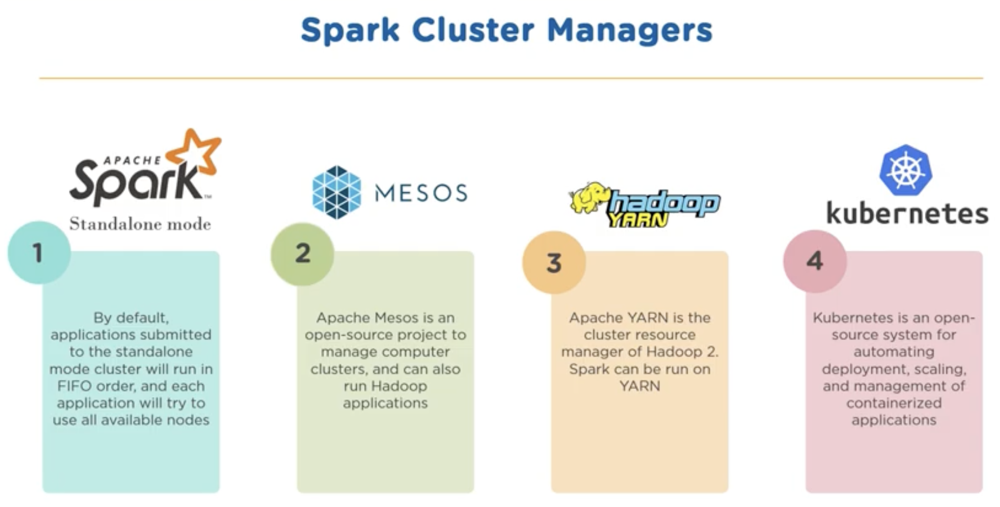 Spark Cluster Managers
APACHE
Spark™
Standalone mode
MESOS
hadoop
YARN
kubernetes
1
By default,
applications submitted
to the standalone
mode cluster will run in
FIFO order, and each
application will try to
use all available nodes
2
Apache Mesos is an
open-source project to
manage computer
clusters, and can also
run Hadoop
applications
3
Apache YARN is the
cluster resource
manager of Hadoop 2.
Spark can be run on
YARN
4
Kubernetes is an open-
source system for
automating
deployment, scaling,
and management of
containerized
applications